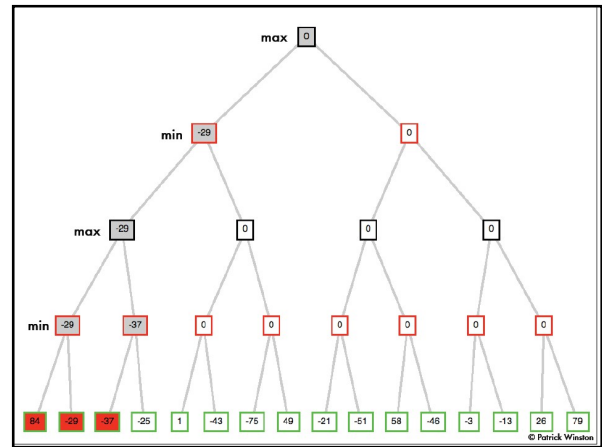 max 0
min -29 0
max -29 0 0 0
min -29 -37 0 0 0 0 0 0
84 -29 -37 -25 1 -43 -75 49 -21 -51 58 -46 -3 -13 26 79
© Patrick Winston